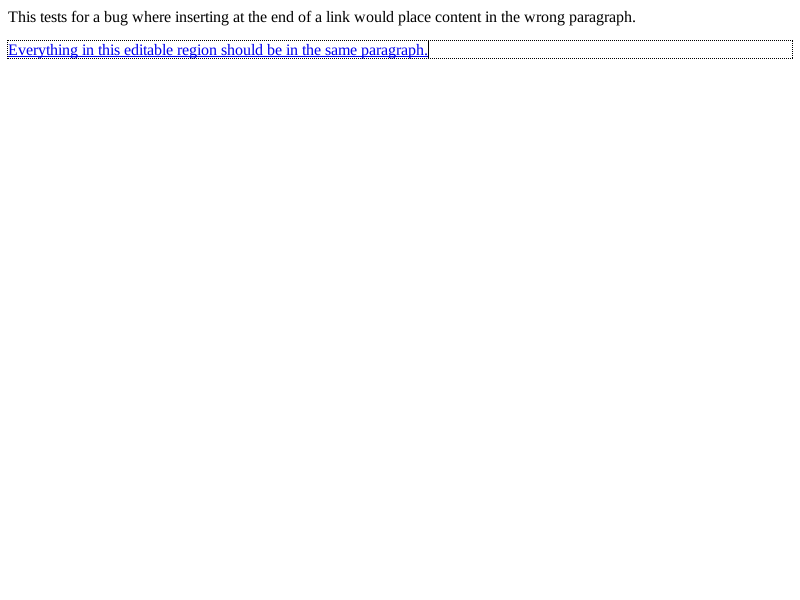 This tests for a bug where inserting at the end of a link would place content in the wrong paragraph.
Everything in this editable region should be in the same paragraph.